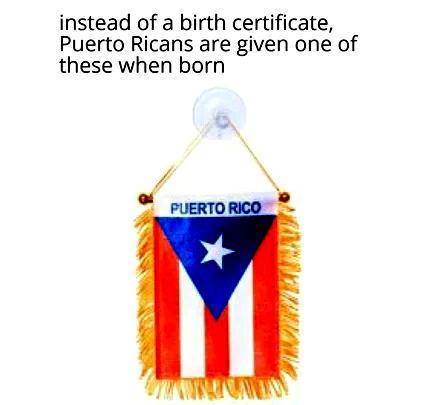 instead of a birth certificate,
Puerto Ricans are given one of
these when born
PUERTO RICO